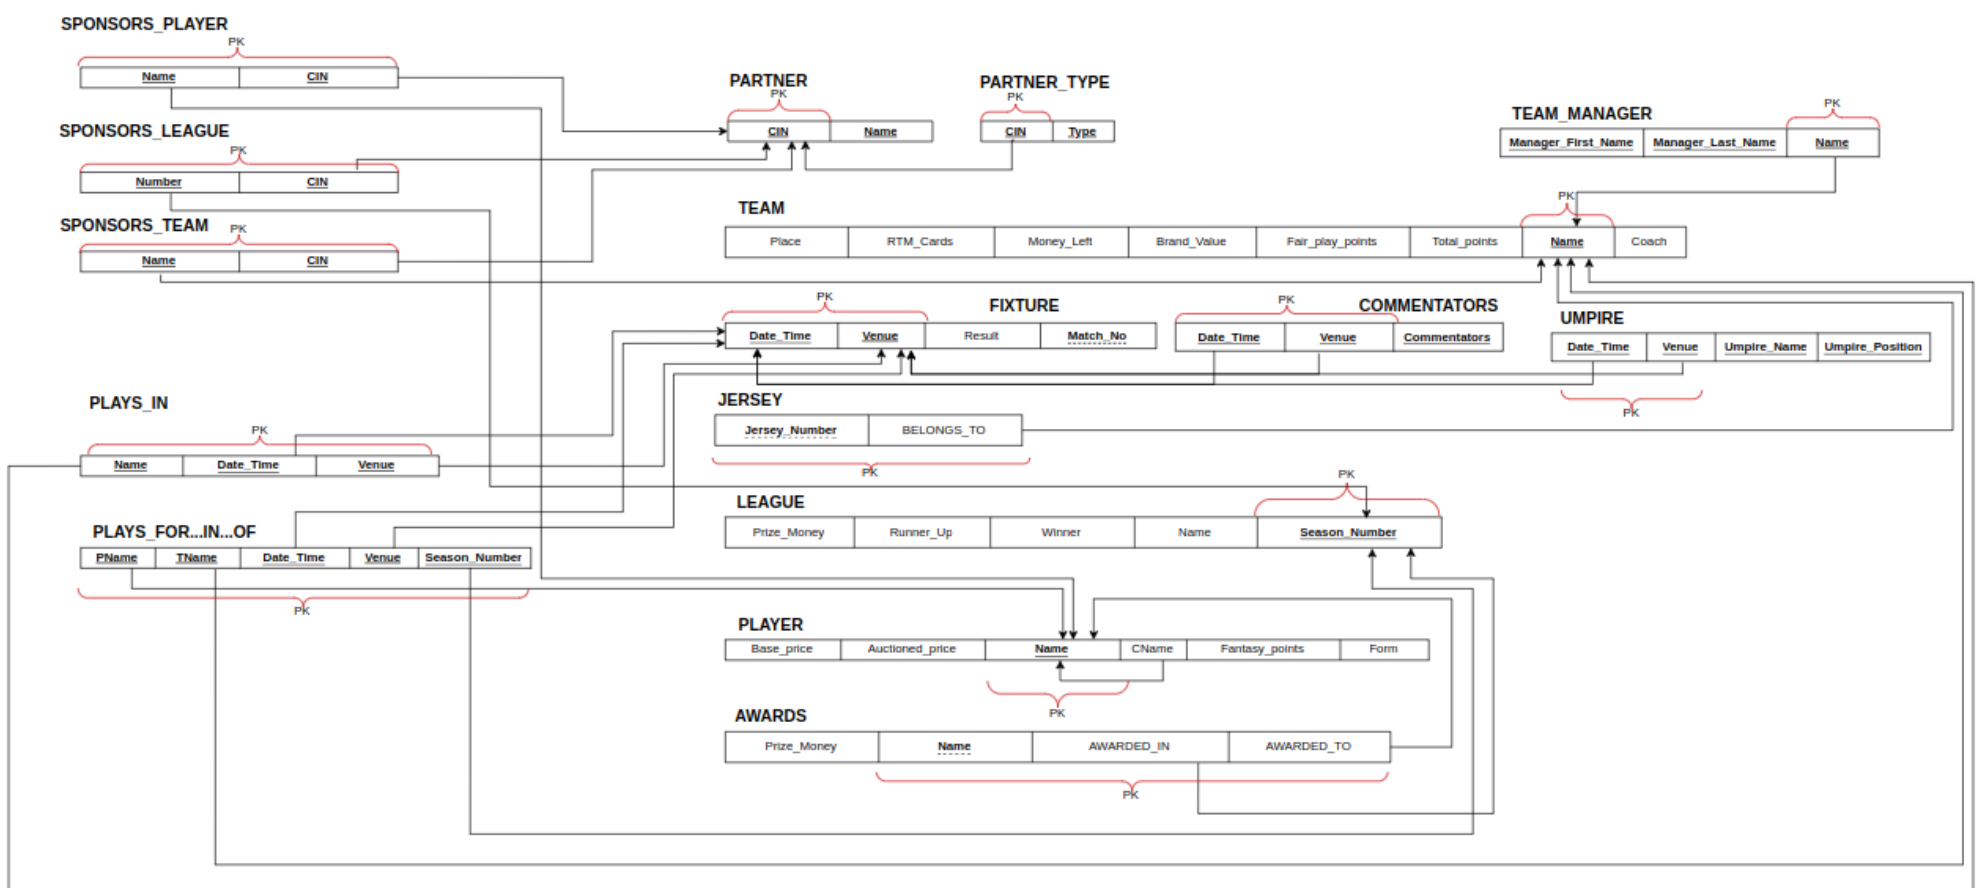 SPONSORS_PLAYER
PK
Name CIN
SPONSORS_LEAGUE
PK
Number CIN
SPONSORS_TEAM
PK
Name CIN
PARTNER
PK
CIN Name
PARTNER_TYPE
PK
CIN Type
TEAM_MANAGER
PK
Manager_First_Name Manager_Last_Name Name
TEAM
PK
Place RTM_Cards Money_Left Brand_Value Fair_play_points Total_points Name Coach
FIXTURE
PK
Date_Time Venue Result Match_No
COMMENTATORS
PK
Date_Time Venue Commentators
UMPIRE
Date_Time Venue Umpire_Name Umpire_Position
PK
JERSEY
Jersey_Number BELONGS_TO
PK
PLAYS_IN
PK
Name Date_Time Venue
LEAGUE
PK
Prize_Money Runner_Up Winner Name Season_Number
PLAYS_FOR...IN...OF
PName TName Date_Time Venue Season_Number
PK
PLAYER
Base_price Auctioned_price Name CName Fantasy_points Form
PK
AWARDS
Prize_Money Name AWARDED_IN AWARDED_TO
PK